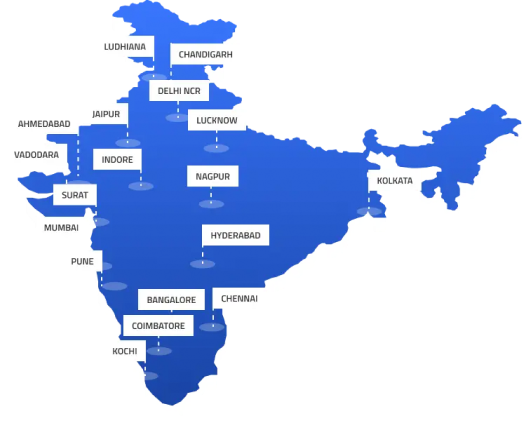 LUDHIANA
CHANDIGARH
DELHI NCR
JAIPUR
LUCKNOW
AHMEDABAD
VADODARA
INDORE
NAGPUR
KOLKATA
SURAT
MUMBAI
HYDERABAD
PUNE
BANGALORE
CHENNAI
COIMBATORE
KOCHI